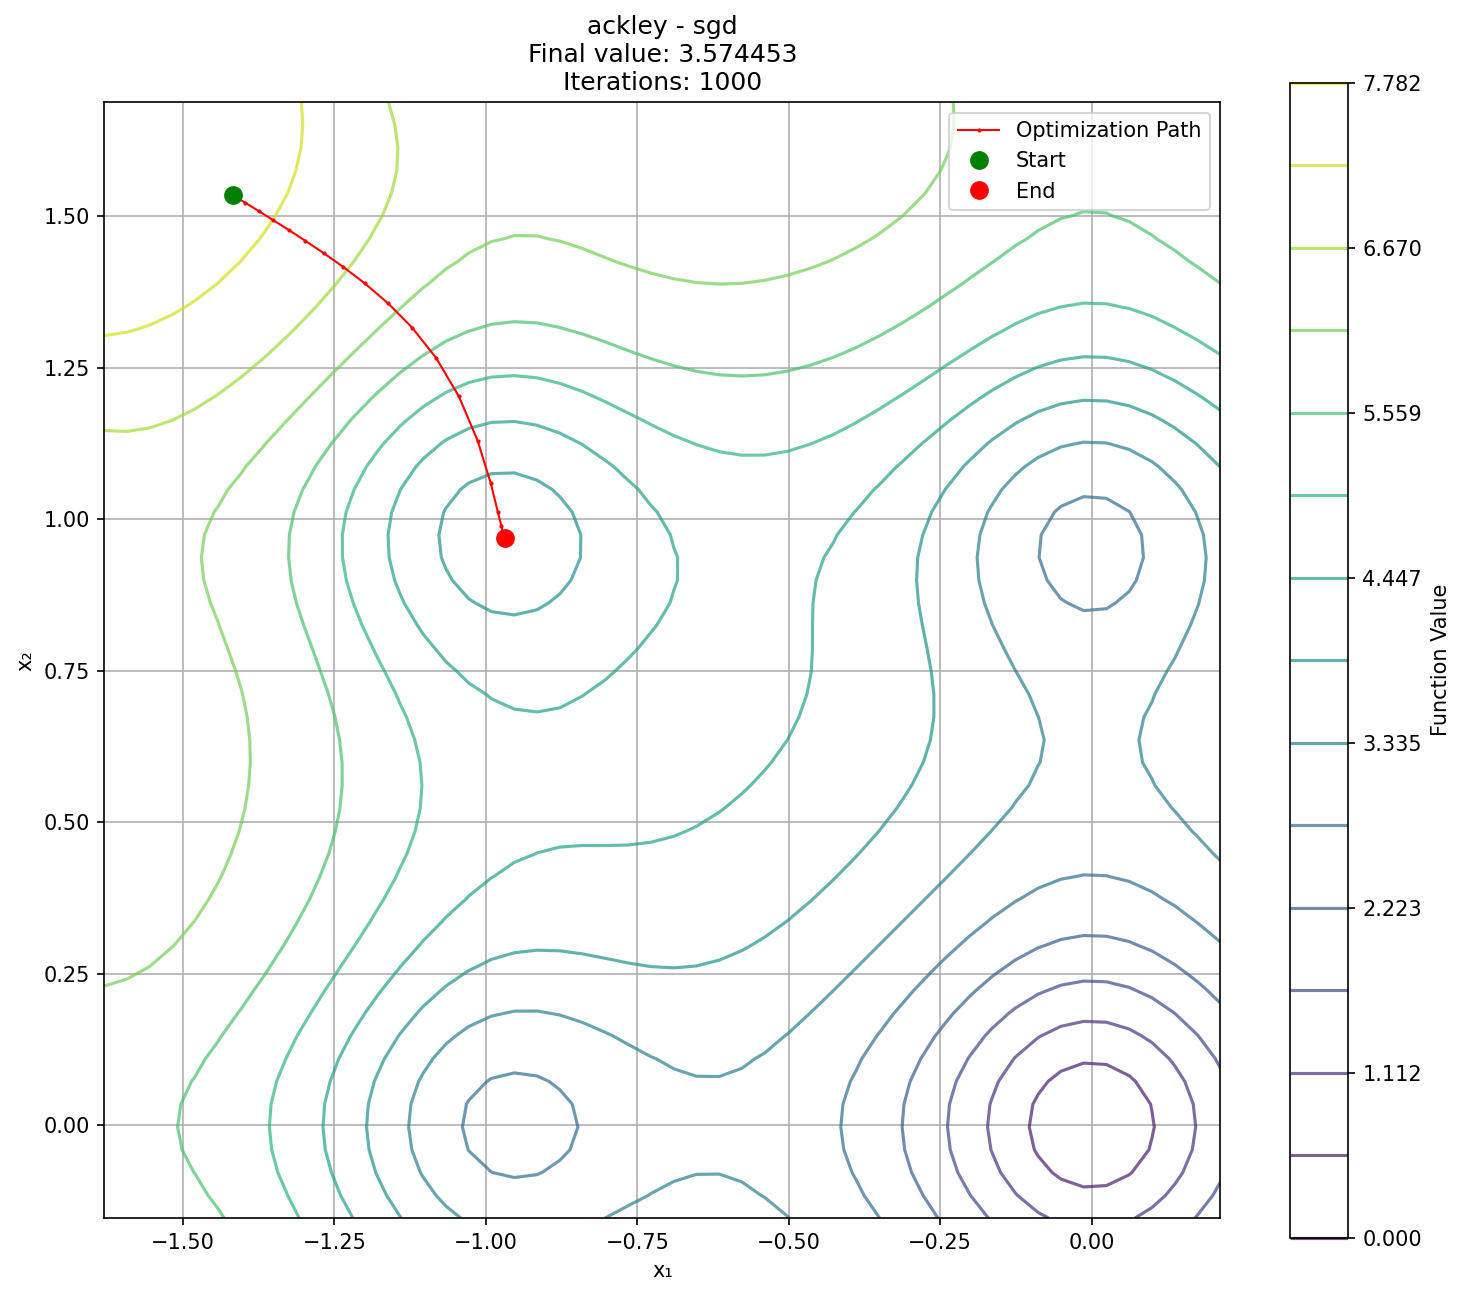 ackley - sgd
Final value: 3.574453
Iterations: 1000
Optimization Path
Start
End
1.50
1.25
1.00
0.75
0.50
0.25
0.00
x₂
−1.50
−1.25
−1.00
−0.75
−0.50
−0.25
0.00
x₁
7.782
6.670
5.559
4.447
3.335
2.223
1.112
0.000
Function Value